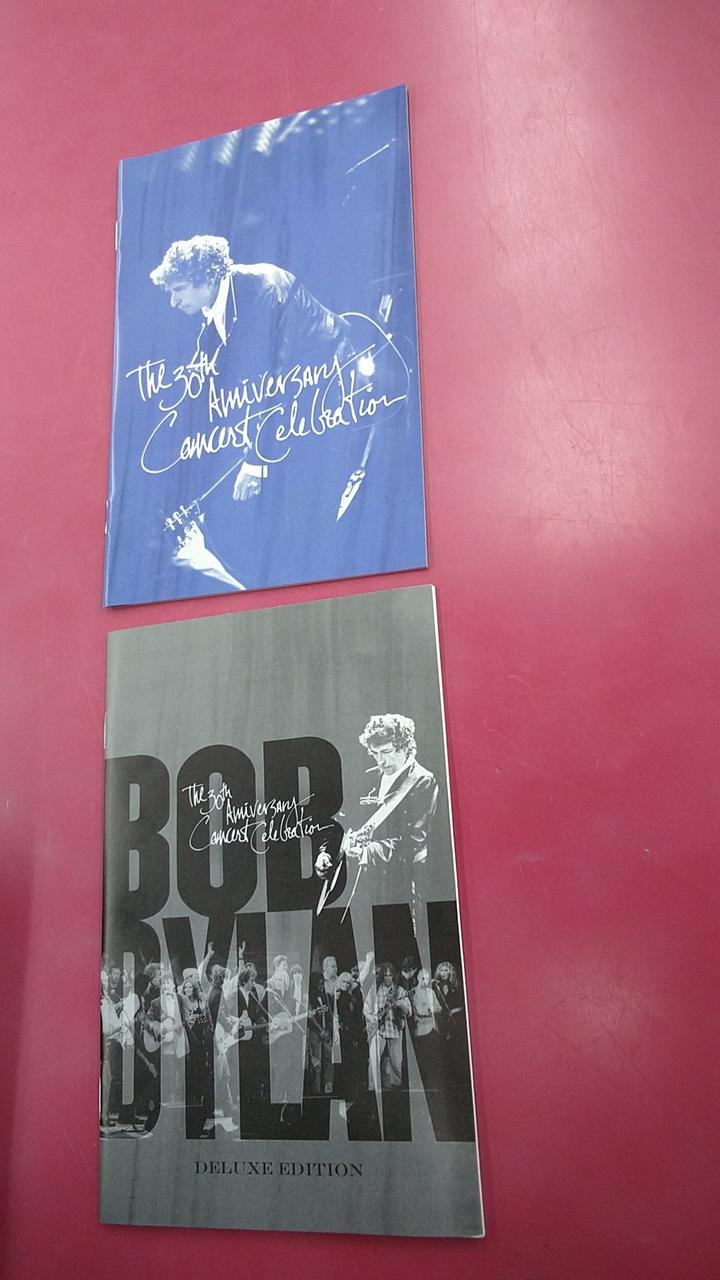 The 30th
Anniversary
Concert Celebration
BOB
The 30th
Anniversary
Concert Celebration
DYLAN
DELUXE EDITION